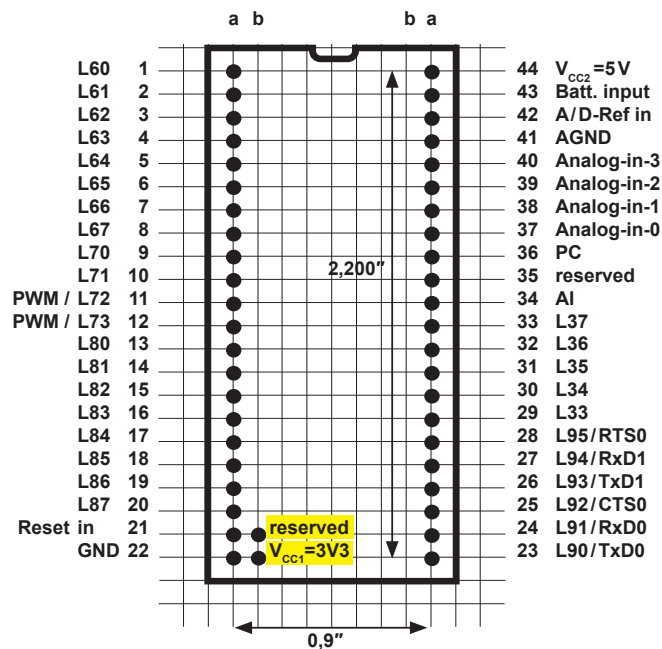 a b b a
L60 1 44 VCC2=5V
L61 2 43 Batt. input
L62 3 42 A/D-Ref in
L63 4 41 AGND
L64 5 40 Analog-in-3
L65 6 39 Analog-in-2
L66 7 38 Analog-in-1
L67 8 37 Analog-in-0
L70 9 36 PC
2,200″
L71 10 35 reserved
PWM / L72 11 34 AI
PWM / L73 12 33 L37
L80 13 32 L36
L81 14 31 L35
L82 15 30 L34
L83 16 29 L33
L84 17 28 L95/RTS0
L85 18 27 L94/RxD1
L86 19 26 L93/TxD1
L87 20 25 L92/CTS0
Reset in 21 reserved 24 L91/RxD0
GND 22 VCC1=3V3 23 L90/TxD0
0,9″